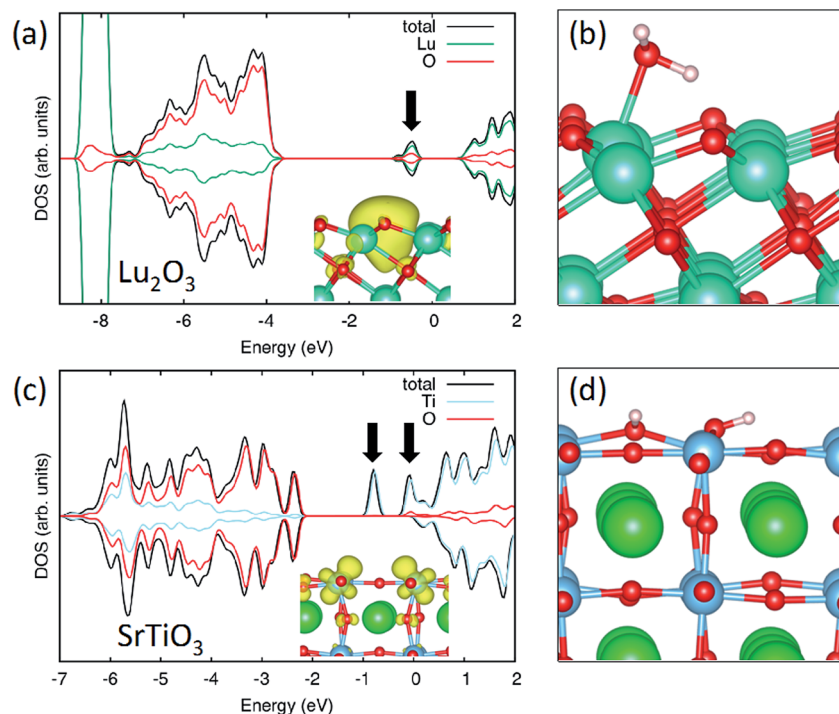 (a)
total
Lu
O
DOS (arb. units)
Lu2O3
-8 -6 -4 -2 0 2
Energy (eV)
(b)
(c)
total
Ti
O
DOS (arb. units)
SrTiO3
-7 -6 -5 -4 -3 -2 -1 0 1 2
Energy (eV)
(d)